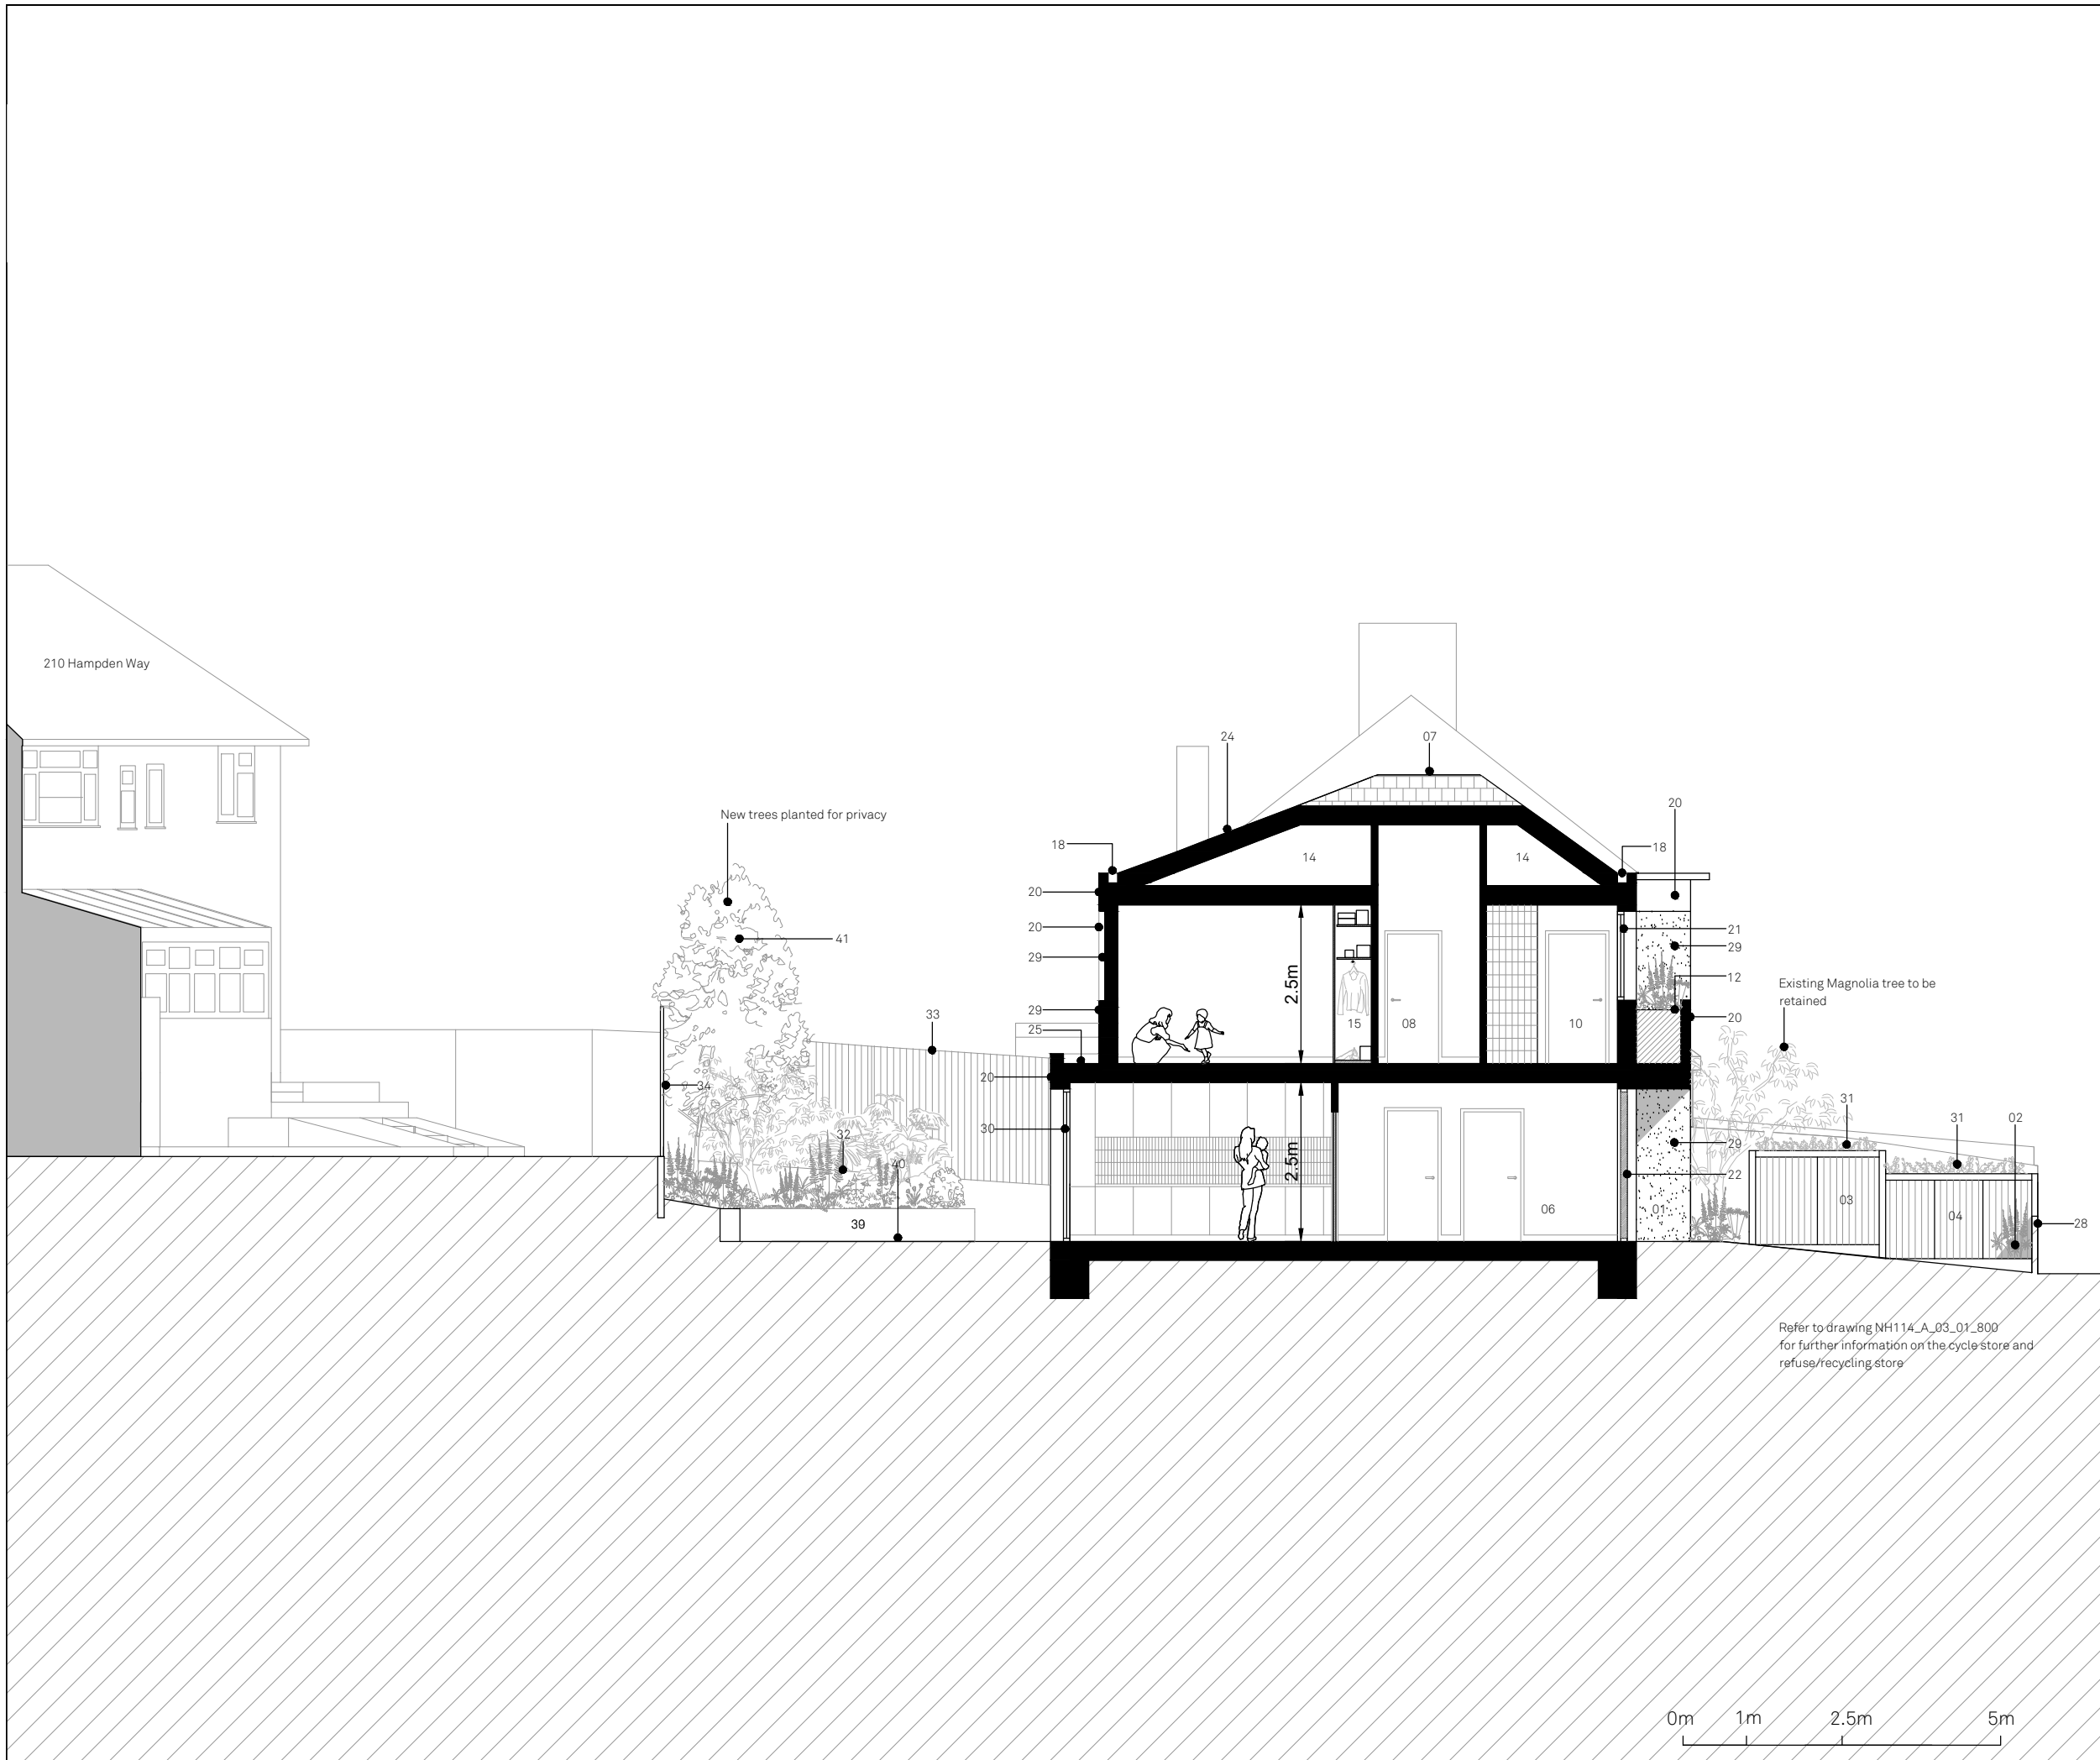 210 Hampden Way
24
07
20
New trees planted for privacy
18
18
14
14
20
20
21
41
29
29
12
2.5m
Existing Magnolia tree to be
retained
29
33
20
15
08
10
25
20
34
31
31
02
32
30
29
2.5m
40
22
03
06
01
04
39
28
Refer to drawing NH114_A_03_01_800
for further information on the cycle store and
refuse/recycling store
0m
1m
2.5m
5m